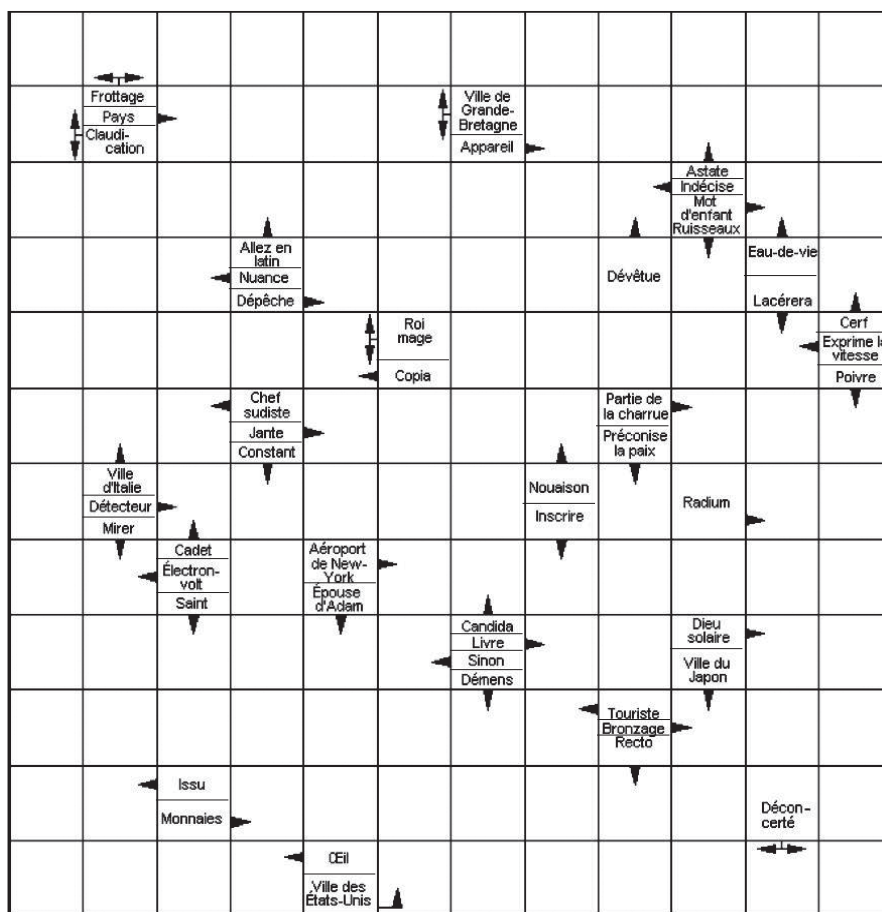 Frottage
Pays
Claudi-
cation
Ville de
Grande-
Bretagne
Appareil
Astate
Indécise
Mot
d'enfant
Ruisseaux
Allez en
latin
Nuance
Dépêche
Dévêtue
Eau-de-vie
Lacérera
Roi
mage
Copia
Cerf
Exprime la
vitesse
Poivre
Chef
sudiste
Jante
Constant
Partie de
la charrue
Préconise
la paix
Ville
d'Italie
Détecteur
Mirer
Nouaison
Inscrire
Radium
Cadet
Électron-
volt
Saint
Aéroport
de New-
York
Épouse
d'Adam
Candida
Livre
Sinon
Démens
Dieu
solaire
Ville du
Japon
Touriste
Bronzage
Recto
Issu
Monnaies
Décon-
certé
Œil
Ville des
États-Unis